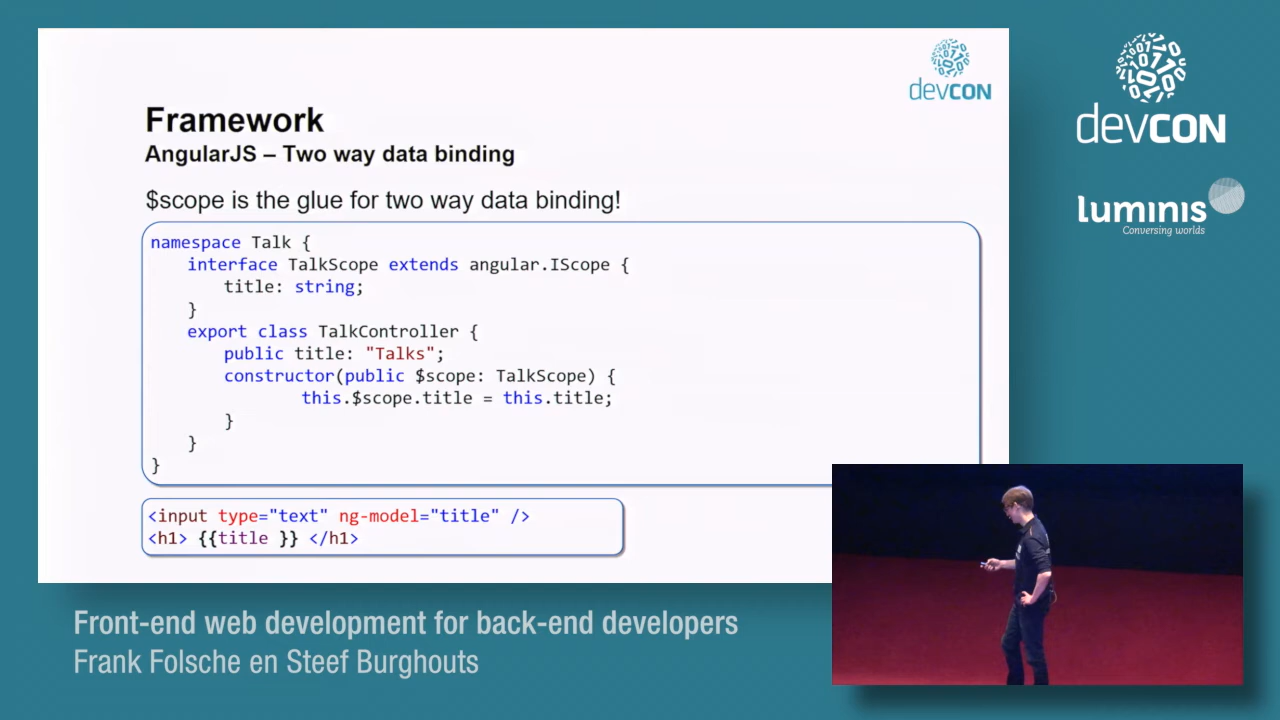 devCON
Framework
AngularJS – Two way data binding
$scope is the glue for two way data binding!
namespace Talk {
interface TalkScope extends angular.IScope {
title: string;
}
export class TalkController {
public title: "Talks";
constructor(public $scope: TalkScope) {
this.$scope.title = this.title;
}
}
}
<input type="text" ng-model="title" />
<h1> {{title }} </h1>
devCON
luminis
Conversing worlds
Front-end web development for back-end developers
Frank Folsche en Steef Burghouts